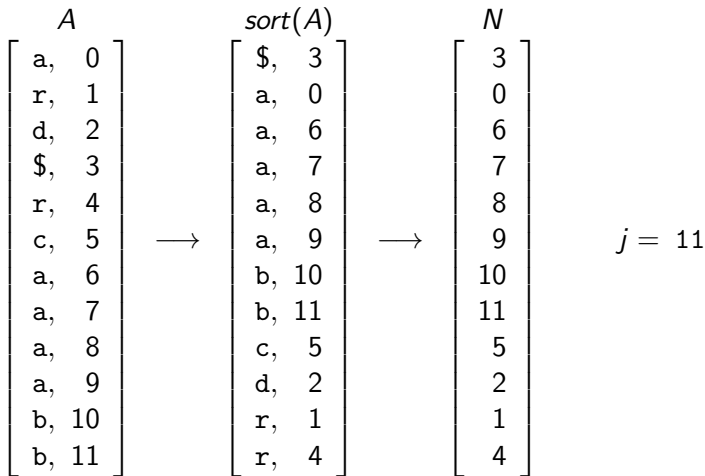 A sort(A) N
a, 0 $, 3 3
r, 1 a, 0 0
d, 2 a, 6 6
$, 3 a, 7 7
r, 4 a, 8 8
c, 5 ⟶ a, 9 ⟶ 9 j = 11
a, 6 b, 10 10
a, 7 b, 11 11
a, 8 c, 5 5
a, 9 d, 2 2
b, 10 r, 1 1
b, 11 r, 4 4